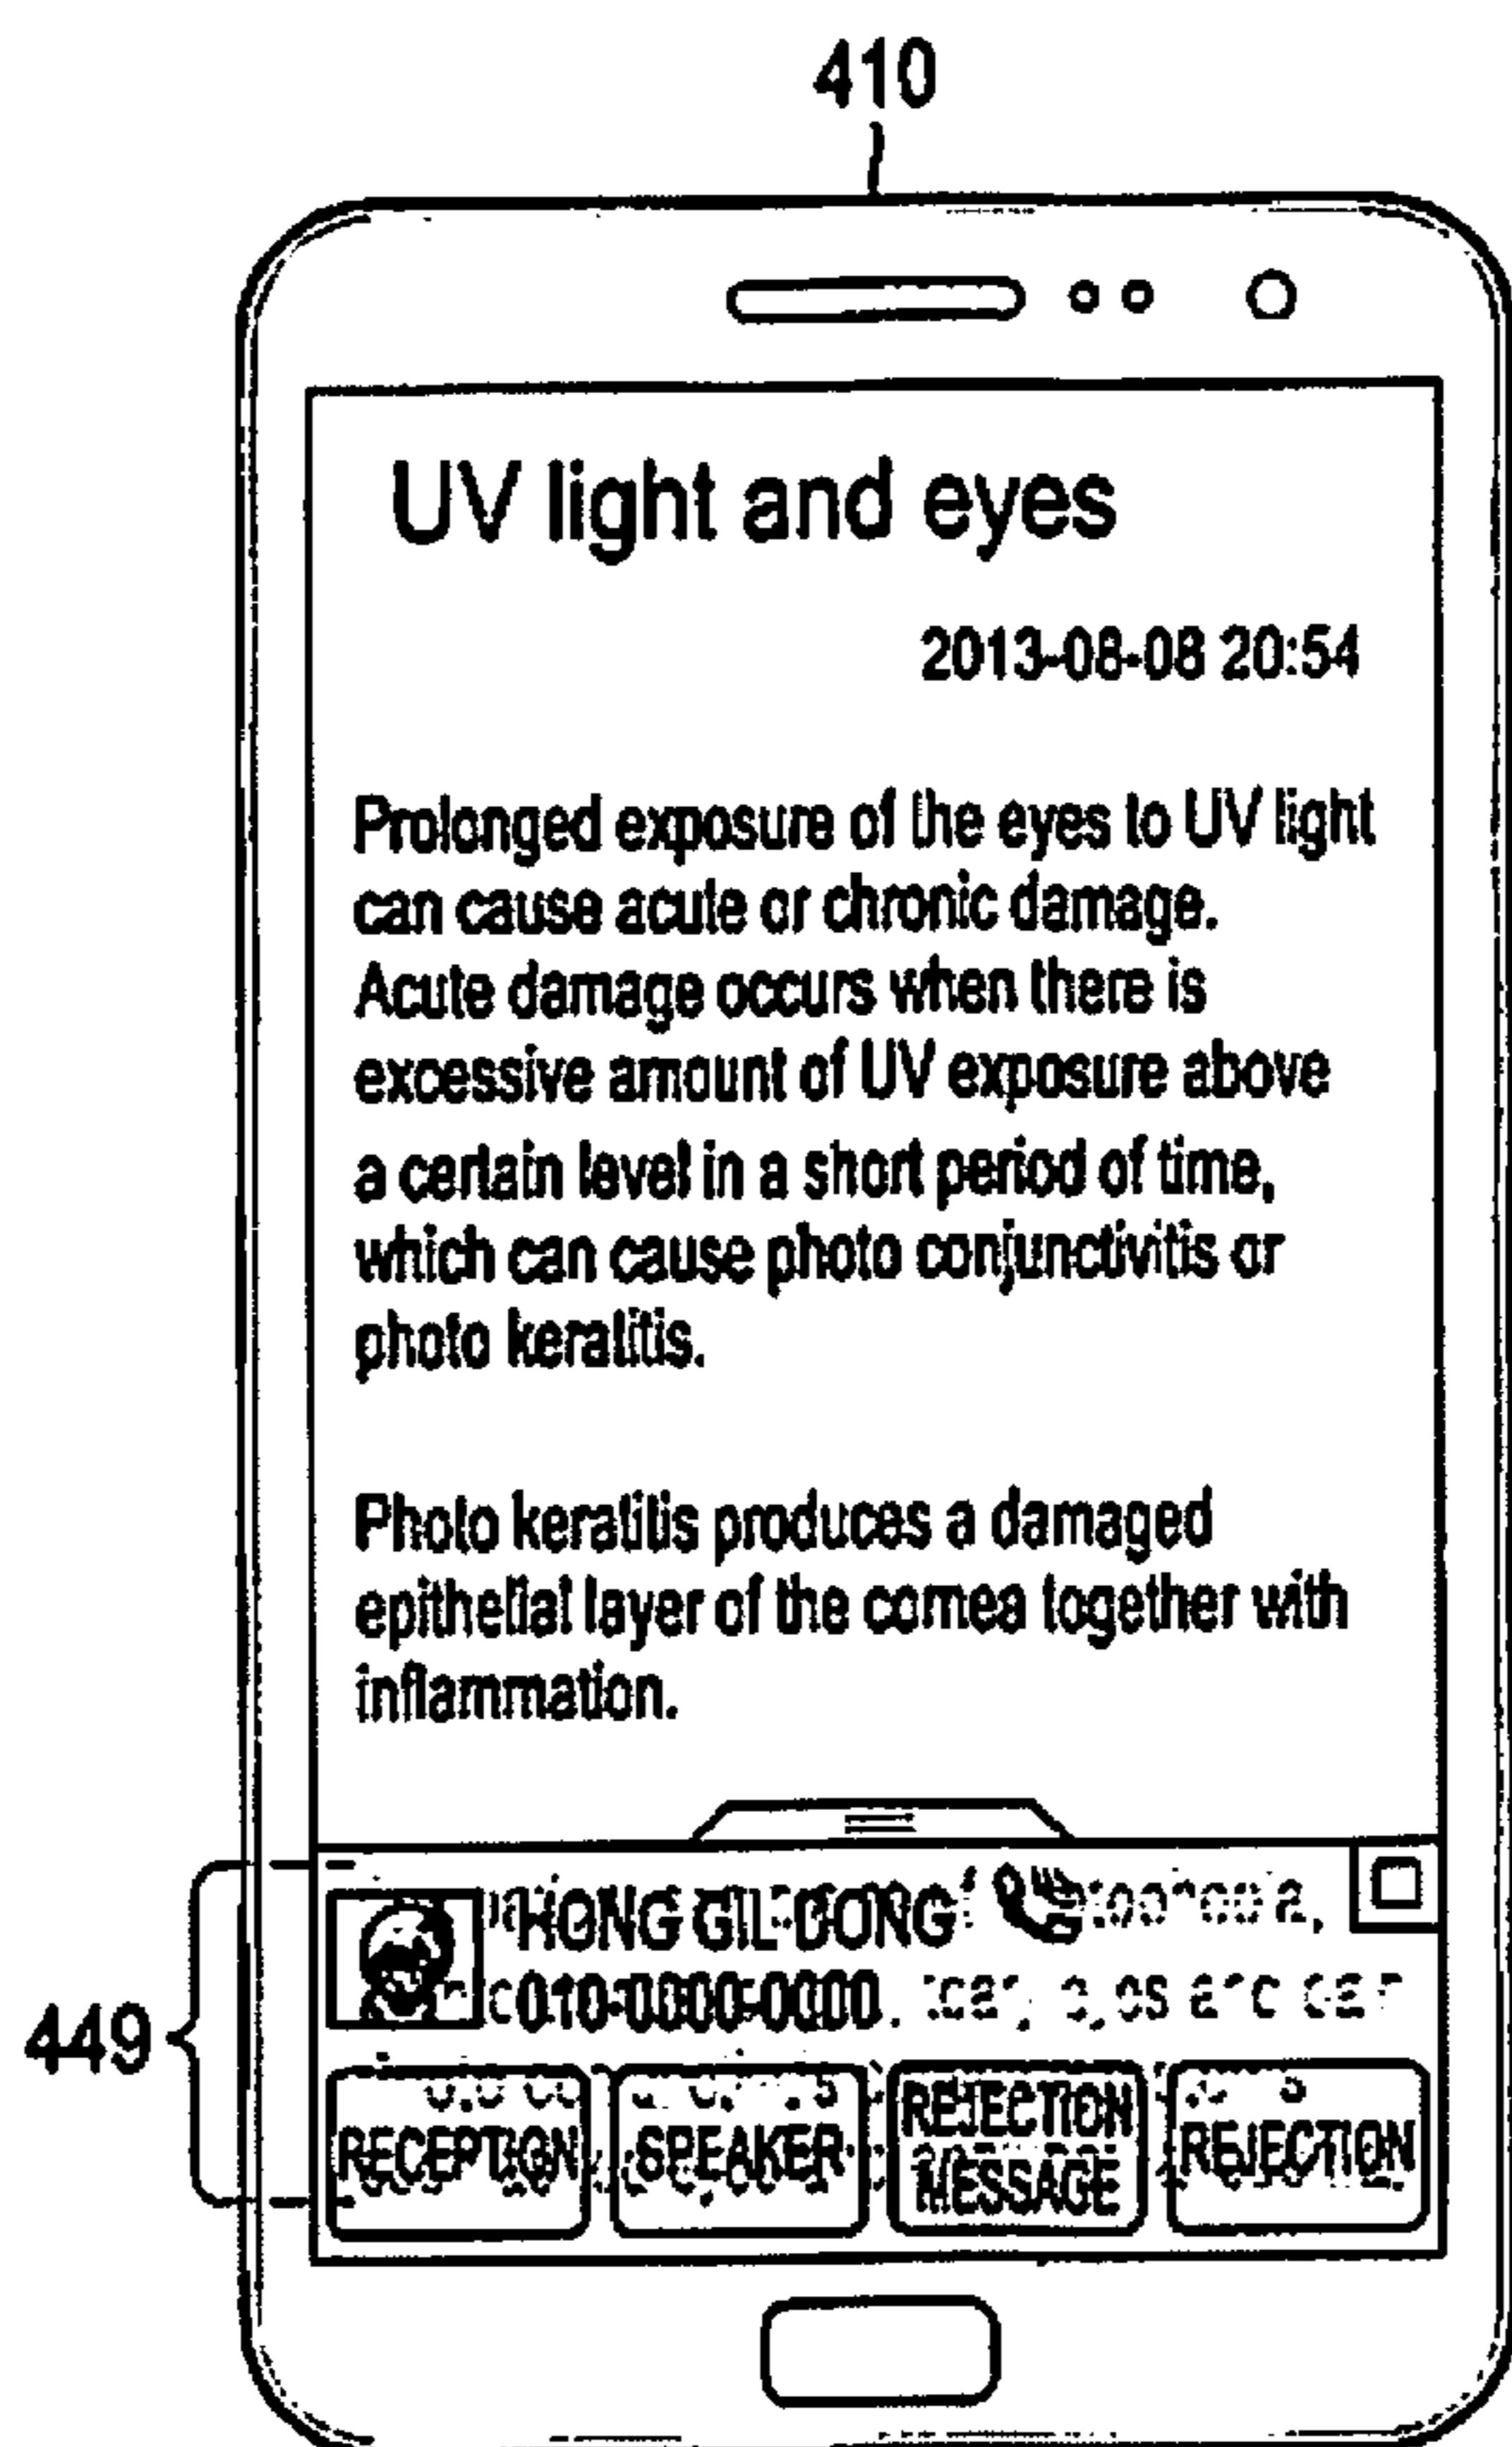 410
UV light and eyes
2013-08-08 20:54
Prolonged exposure of the eyes to UV light
can cause acute or chronic damage.
Acute damage occurs when there is
excessive amount of UV exposure above
a certain level in a short period of time,
which can cause photo conjunctivitis or
photo keratitis.
Photo keratitis produces a damaged
epithelial layer of the cornea together with
inflammation.
HONG GIL DONG
010-0000-0000
449
RECEPTION SPEAKER REJECTION MESSAGE REJECTION